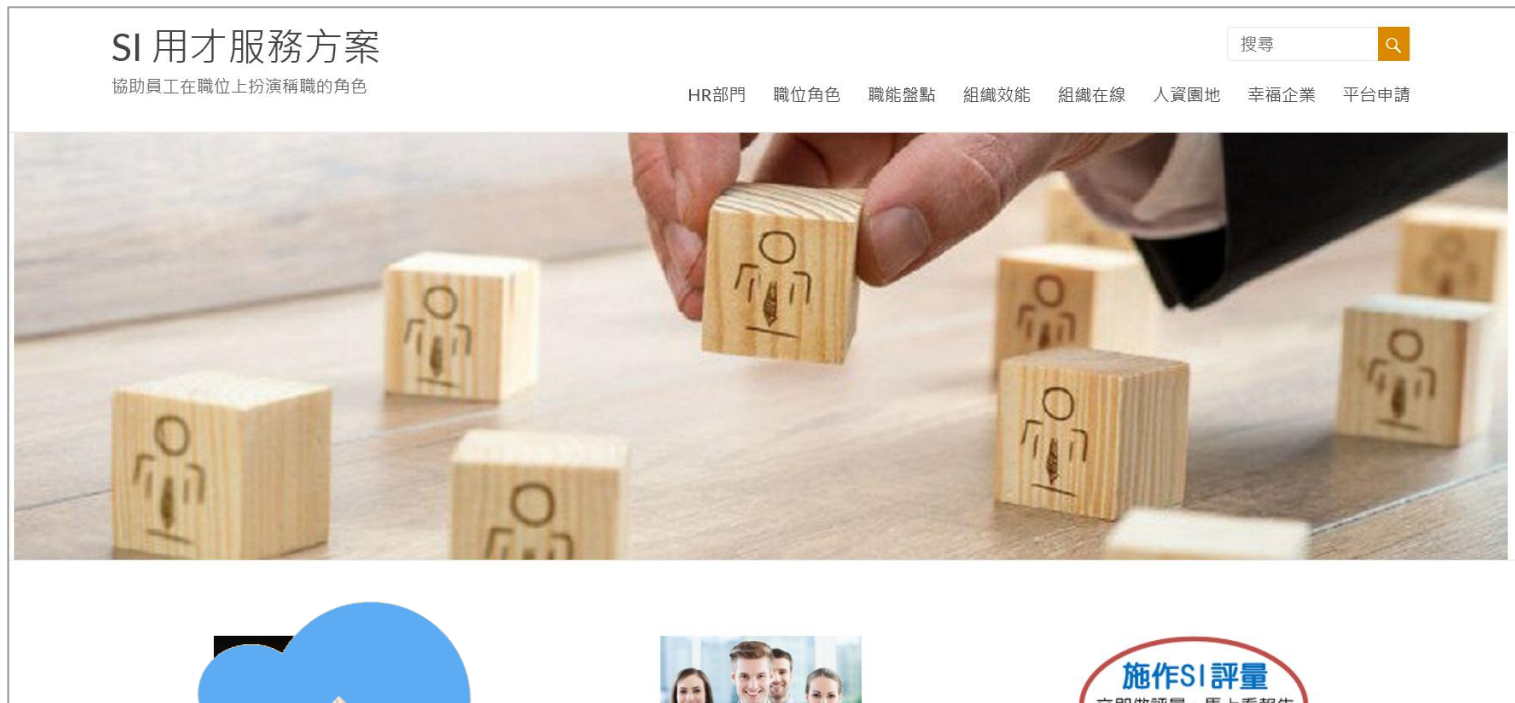 SI 用才服務方案
協助員工在職位上扮演稱職的角色
搜尋
HR部門 職位角色 職能盤點 組織效能 組織在線 人資園地 幸福企業 平台申請
施作SI評量